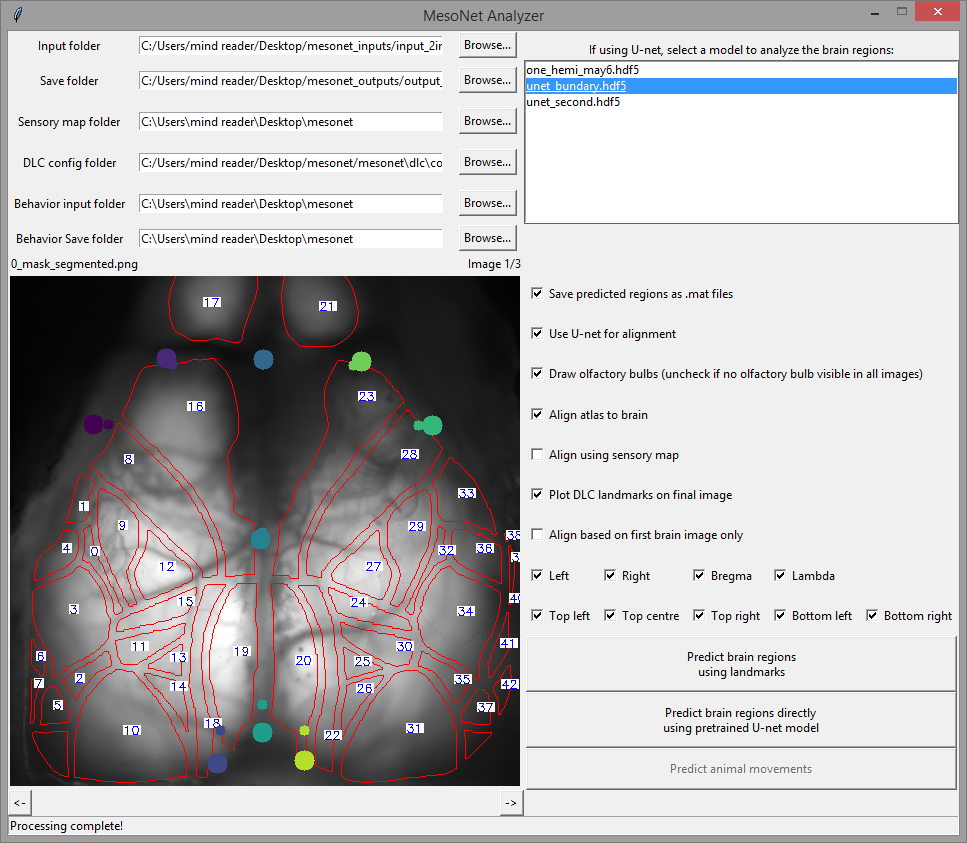 MesoNet Analyzer
Input folder
C:/Users/mind reader/Desktop/mesonet_inputs/input_2in
Browse...
Save folder
C:/Users/mind reader/Desktop/mesonet_outputs/output_
Browse...
Sensory map folder
C:\Users\mind reader\Desktop\mesonet
Browse...
DLC config folder
C:/Users/mind reader/Desktop/mesonet/mesonet\dlc\co
Browse...
Behavior input folder
C:\Users\mind reader\Desktop\mesonet
Browse...
Behavior Save folder
C:\Users\mind reader\Desktop\mesonet
Browse...
If using U-net, select a model to analyze the brain regions:
one_hemi_may6.hdf5
unet_bundary.hdf5
unet_second.hdf5
0_mask_segmented.png
Image 1/3
17
21
16
23
8
28
1
33
9
29
38
4
0
32
36
12
27
3
15
24
34
40
11
30
41
6
19
13
20
25
7
2
14
26
35
42
5
37
10
18
22
31
Save predicted regions as .mat files
Use U-net for alignment
Draw olfactory bulbs (uncheck if no olfactory bulb visible in all images)
Align atlas to brain
Align using sensory map
Plot DLC landmarks on final image
Align based on first brain image only
Left Right Bregma Lambda
Top left Top centre Top right Bottom left Bottom right
Predict brain regions
using landmarks
Predict brain regions directly
using pretrained U-net model
Predict animal movements
<-
->
Processing complete!